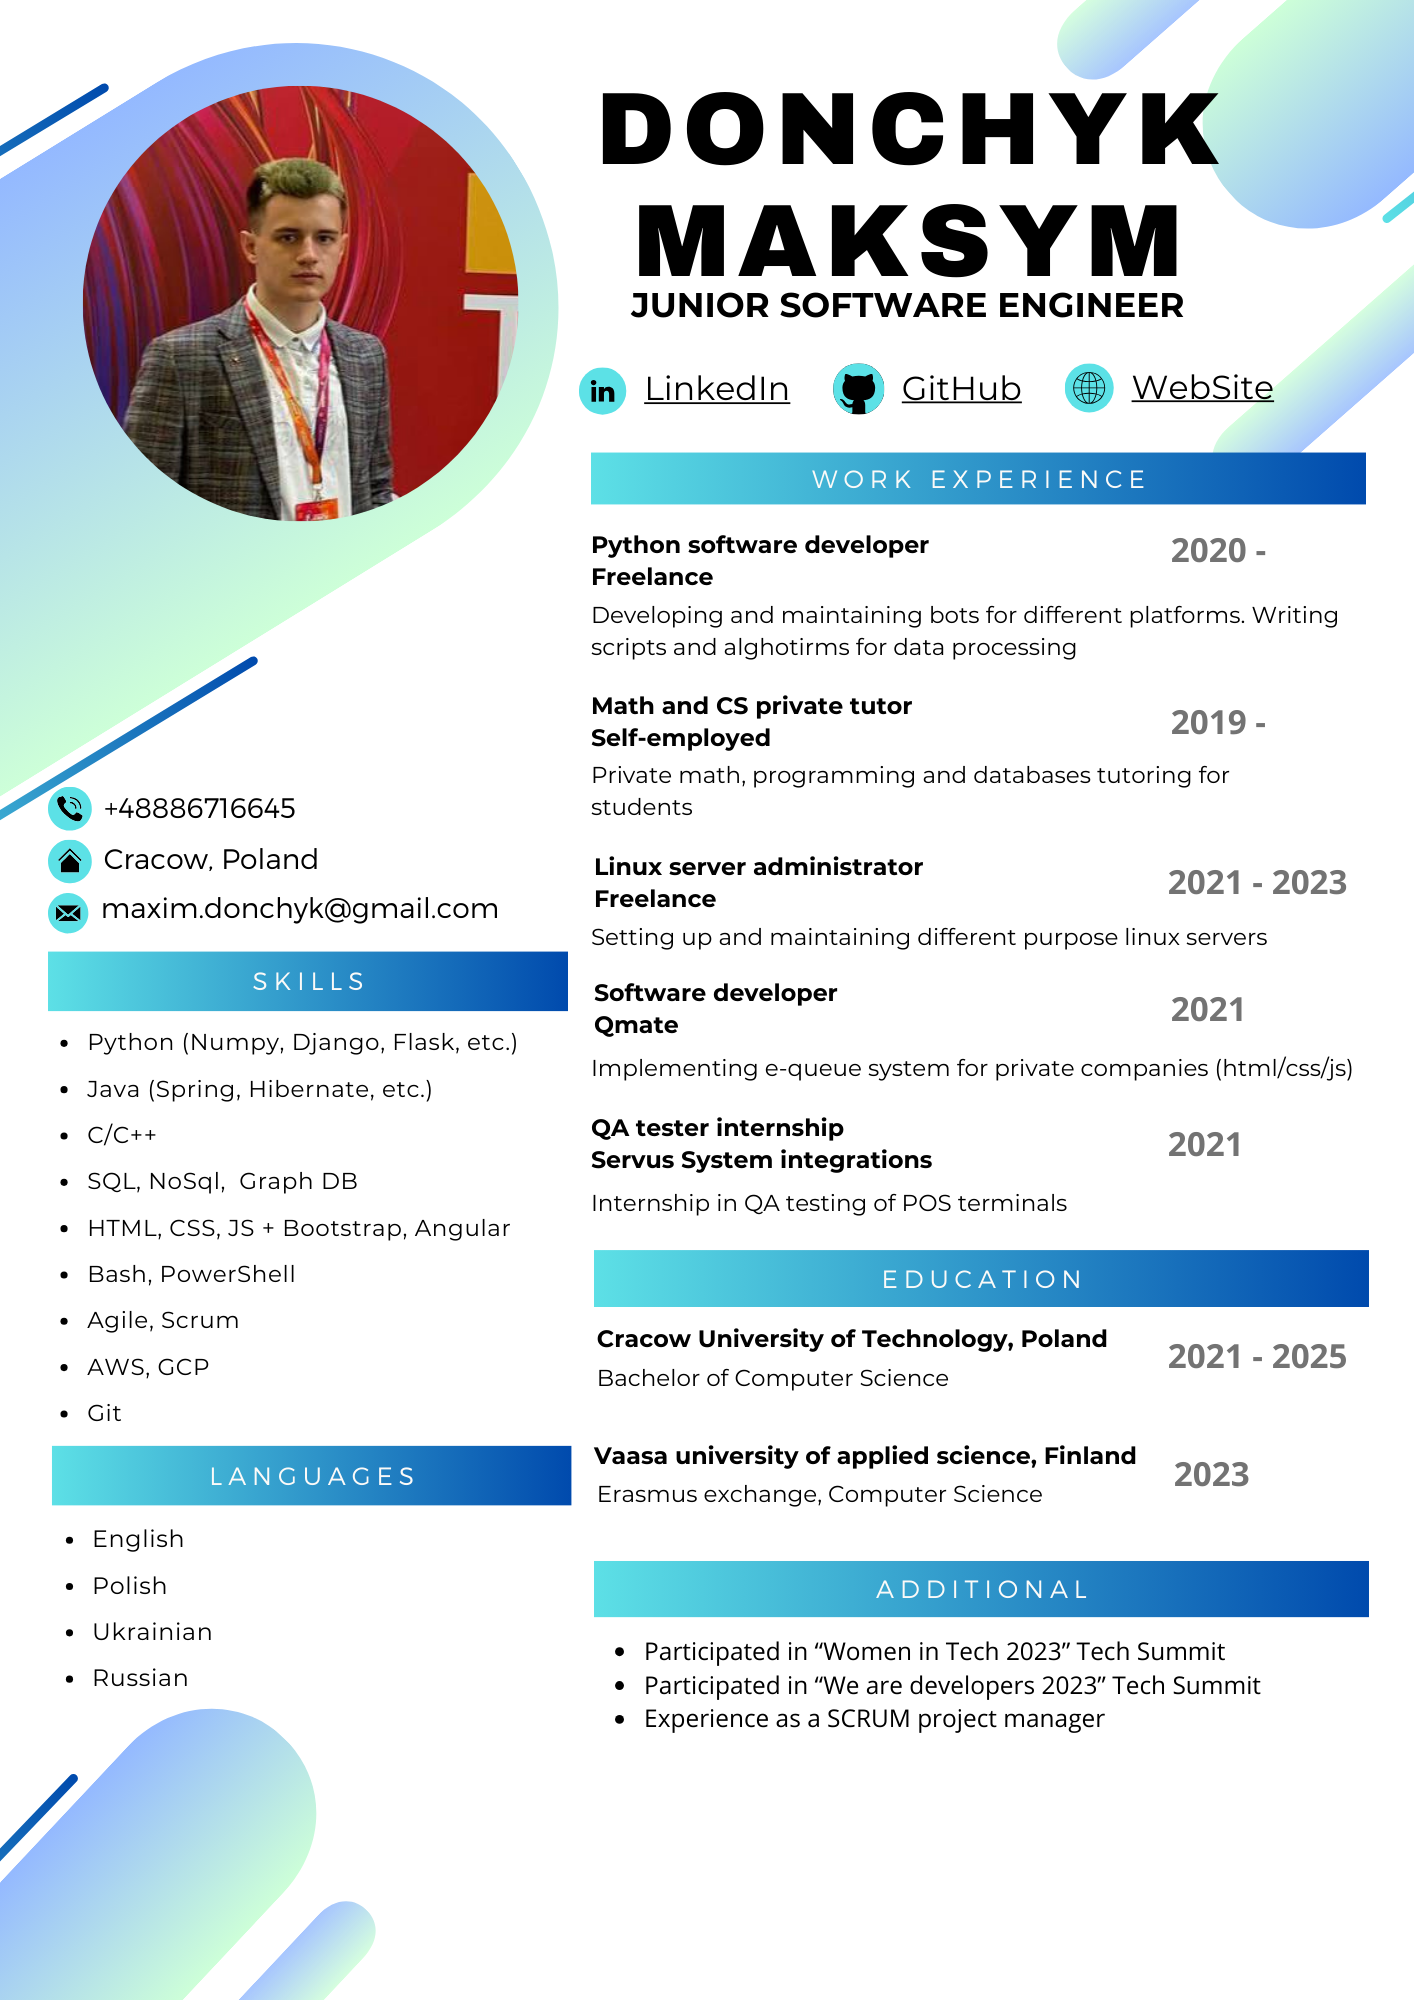 DONCHYK
MAKSYM
JUNIOR SOFTWARE ENGINEER
LinkedIn
GitHub
WebSite
+48886716645
Cracow, Poland
maxim.donchyk@gmail.com
SKILLS
Python (Numpy, Django, Flask, etc.)
Java (Spring, Hibernate, etc.)
C/C++
SQL, NoSql, Graph DB
HTML, CSS, JS + Bootstrap, Angular
Bash, PowerShell
Agile, Scrum
AWS, GCP
Git
LANGUAGES
English
Polish
Ukrainian
Russian
WORK EXPERIENCE
Python software developer
Freelance
2020 -
Developing and maintaining bots for different platforms. Writing
scripts and alghotirms for data processing
Math and CS private tutor
Self-employed
2019 -
Private math, programming and databases tutoring for
students
Linux server administrator
Freelance
2021 - 2023
Setting up and maintaining different purpose linux servers
Software developer
Qmate
2021
Implementing e-queue system for private companies (html/css/js)
QA tester internship
Servus System integrations
2021
Internship in QA testing of POS terminals
EDUCATION
Cracow University of Technology, Poland
2021 - 2025
Bachelor of Computer Science
Vaasa university of applied science, Finland
2023
Erasmus exchange, Computer Science
ADDITIONAL
Participated in “Women in Tech 2023” Tech Summit
Participated in “We are developers 2023” Tech Summit
Experience as a SCRUM project manager